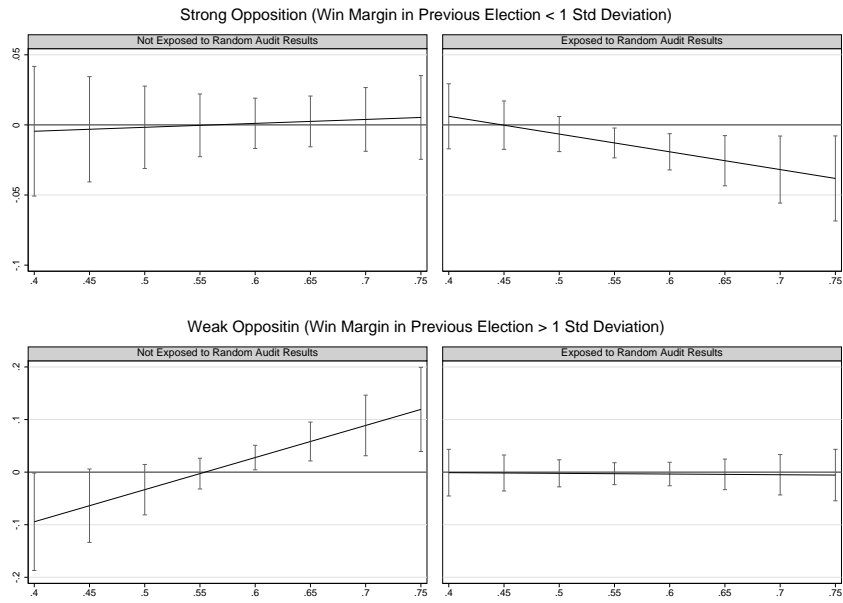 Strong Opposition (Win Margin in Previous Election < 1 Std Deviation)
Not Exposed to Random Audit Results
Exposed to Random Audit Results
.05
0
-.05
-.1
.4 .45 .5 .55 .6 .65 .7 .75
.4 .45 .5 .55 .6 .65 .7 .75
Weak Oppositin (Win Margin in Previous Election > 1 Std Deviation)
Not Exposed to Random Audit Results
Exposed to Random Audit Results
.2
.1
0
-.1
-.2
.4 .45 .5 .55 .6 .65 .7 .75
.4 .45 .5 .55 .6 .65 .7 .75